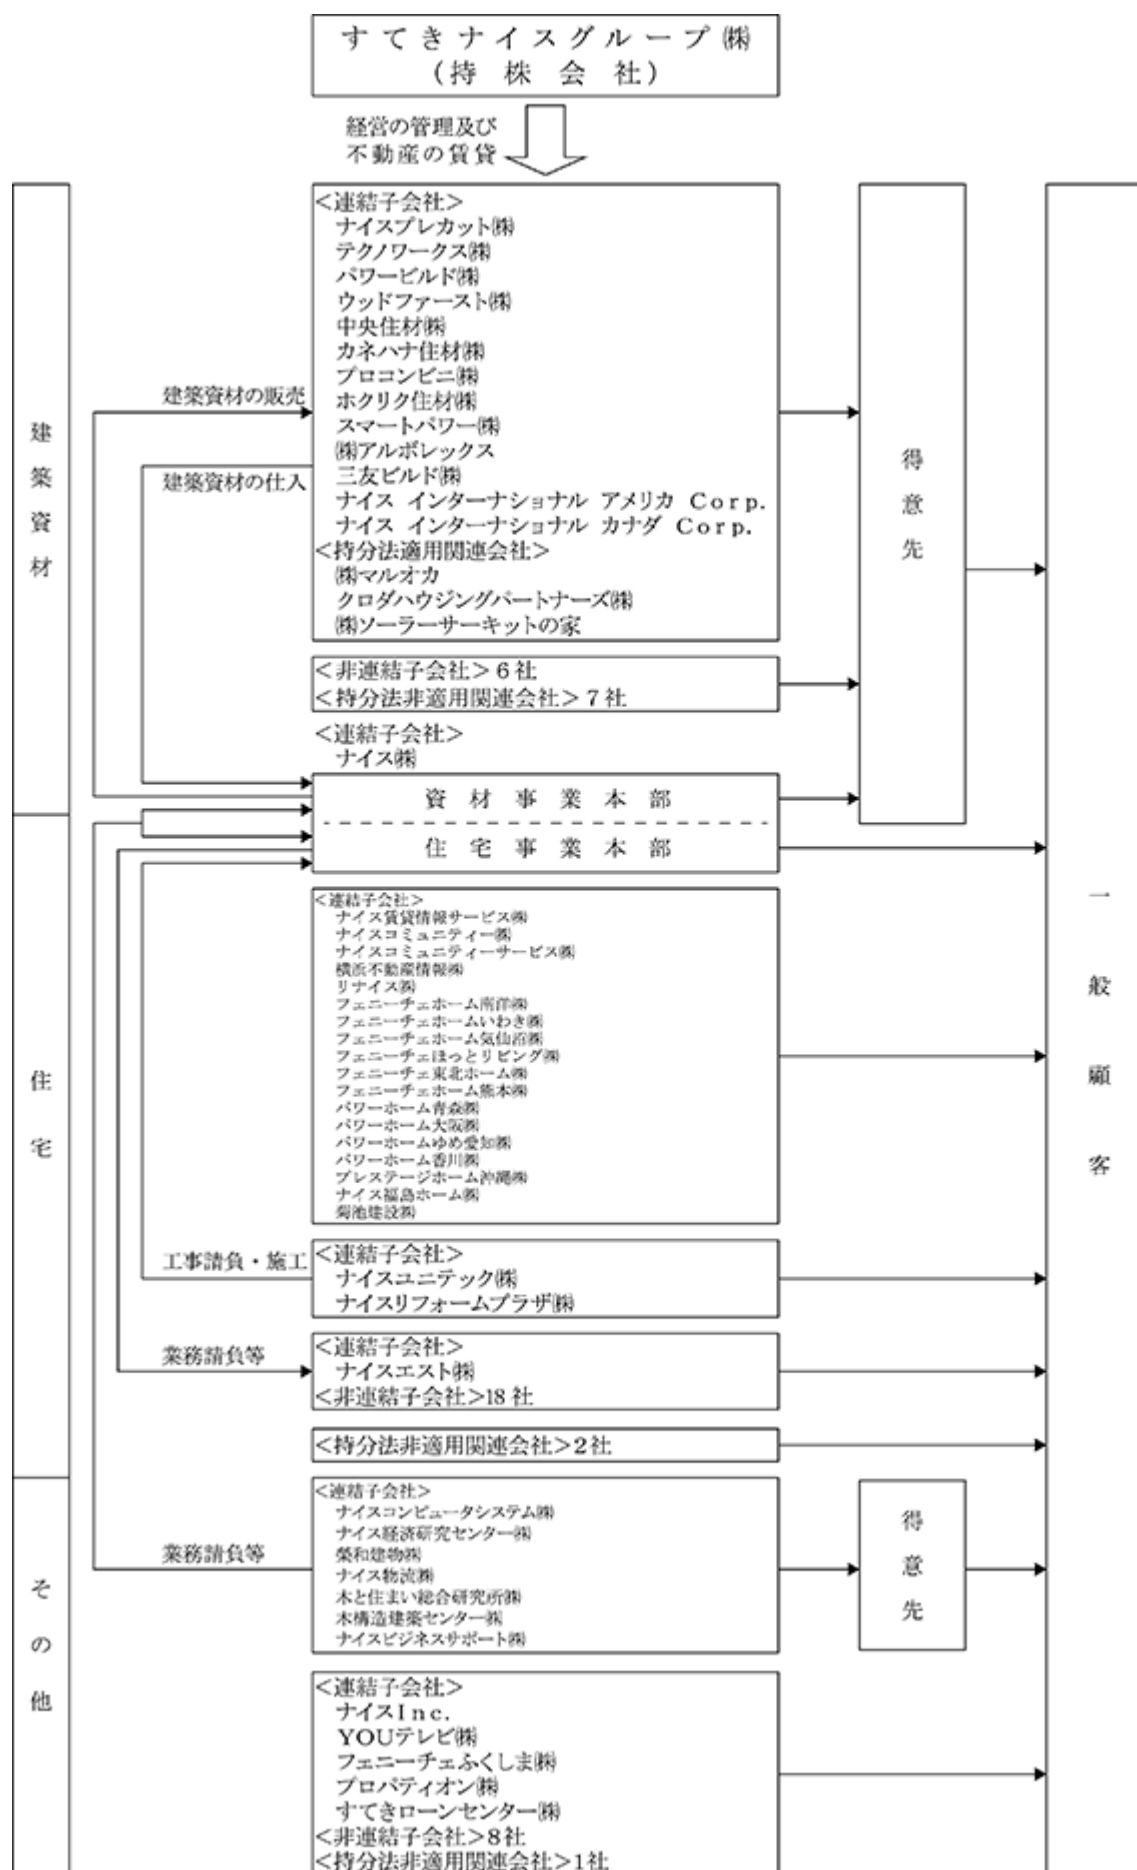 すてきナイスグループ㈱
(持株会社)
経営の管理及び
不動産の賃貸
建築資材
<連結子会社>
ナイスプレカット㈱
テクノワークス㈱
パワービルド㈱
ウッドファースト㈱
中央住材㈱
カネハナ住材㈱
プロコンビニ㈱
ホクリク住材㈱
スマートパワー㈱
㈱アルボレックス
三友ビルド㈱
ナイス インターナショナル アメリカ Corp.
ナイス インターナショナル カナダ Corp.
<持分法適用関連会社>
㈱マルオカ
クロダハウジングパートナーズ㈱
㈱ソーラーサーキットの家
建築資材の販売
建築資材の仕入
得意先
<非連結子会社>6社
<持分法非適用関連会社>7社
<連結子会社>
ナイス㈱
資材事業本部
住宅事業本部
一般顧客
住宅
<連結子会社>
ナイス賃貸情報サービス㈱
ナイスコミュニティー㈱
ナイスコミュニティーサービス㈱
横浜不動産情報㈱
リナイス㈱
フェニーチェホーム南洋㈱
フェニーチェホームいわき㈱
フェニーチェホーム気仙沼㈱
フェニーチェほっとリビング㈱
フェニーチェ東北ホーム㈱
フェニーチェホーム熊本㈱
パワーホーム青森㈱
パワーホーム大阪㈱
パワーホームゆめ愛知㈱
パワーホーム香川㈱
プレステージホーム沖縄㈱
ナイス福島ホーム㈱
菊池建設㈱
工事請負・施工
<連結子会社>
ナイスユニテック㈱
ナイスリフォームプラザ㈱
業務請負等
<連結子会社>
ナイスエスト㈱
<非連結子会社>18社
<持分法非適用関連会社>2社
その他
業務請負等
<連結子会社>
ナイスコンピュータシステム㈱
ナイス経済研究センター㈱
榮和建物㈱
ナイス物流㈱
木と住まい総合研究所㈱
木構造建築センター㈱
ナイスビジネスサポート㈱
得意先
<連結子会社>
ナイスInc.
YOUテレビ㈱
フェニーチェふくしま㈱
プロパティオン㈱
すてきローンセンター㈱
<非連結子会社>8社
<持分法非適用関連会社>1社